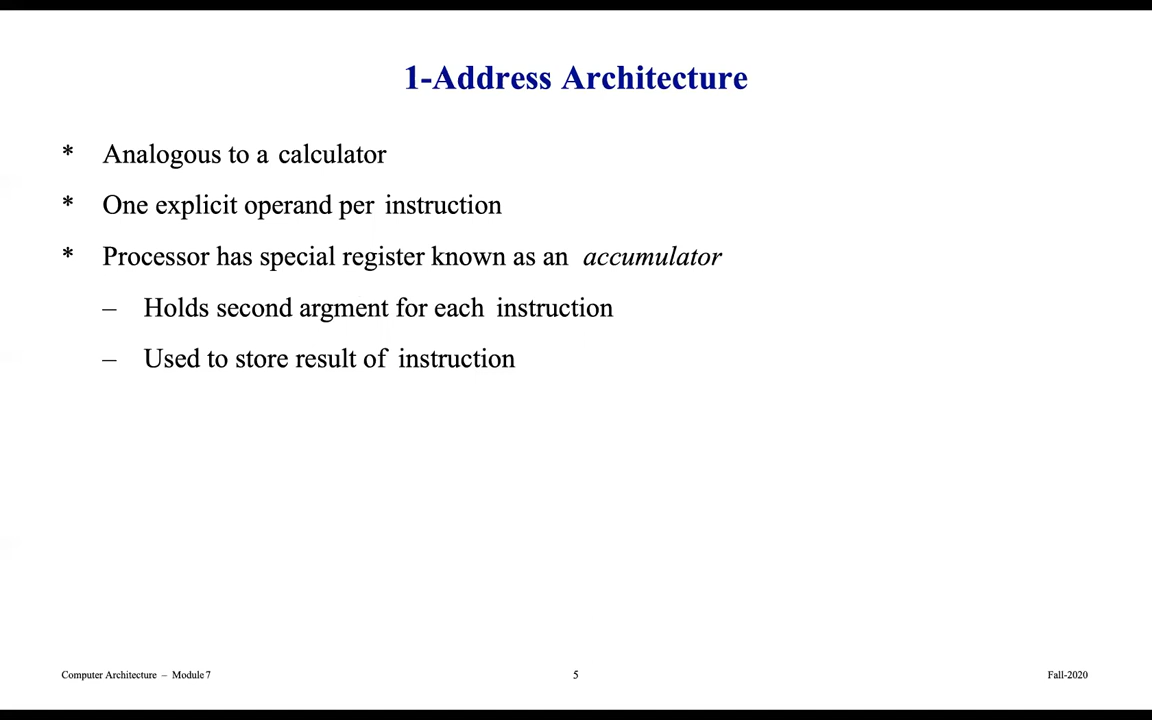 1-Address Architecture
* Analogous to a calculator
* One explicit operand per instruction
* Processor has special register known as an accumulator
– Holds second argment for each instruction
– Used to store result of instruction
Computer Architecture – Module 7 5 Fall-2020